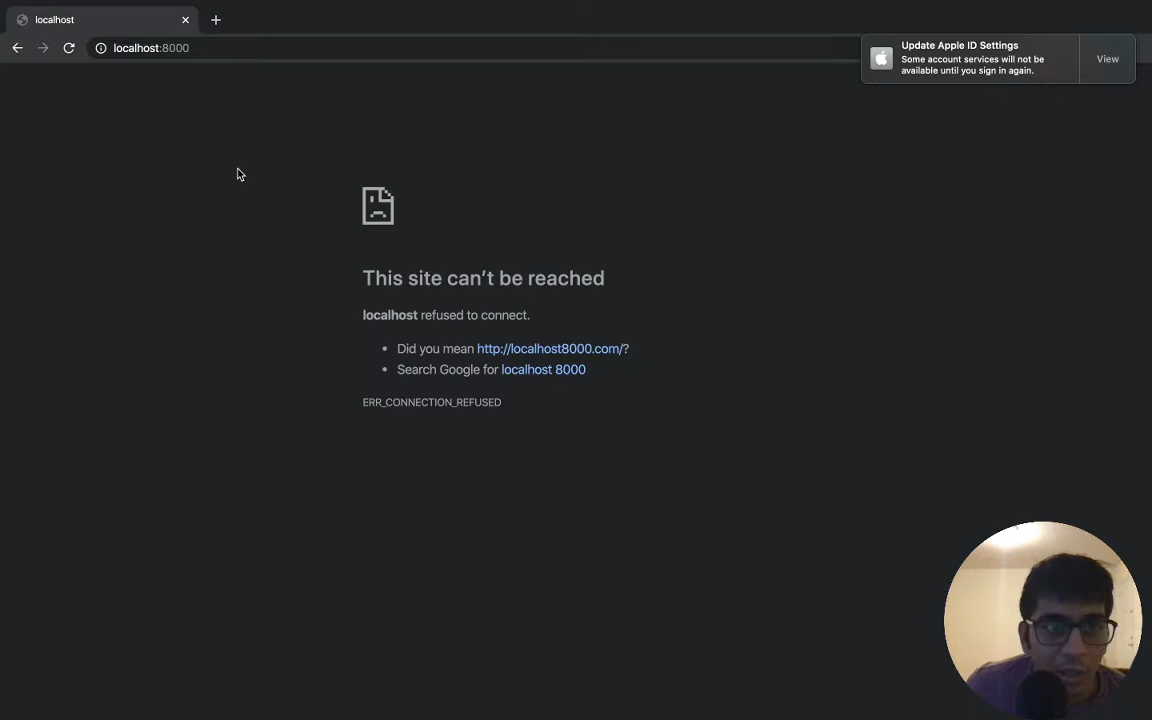 localhost
localhost:8000
Update Apple ID Settings
Some account services will not be
available until you sign in again.
View
This site can’t be reached
localhost refused to connect.
• Did you mean http://localhost8000.com/?
• Search Google for localhost 8000
ERR_CONNECTION_REFUSED